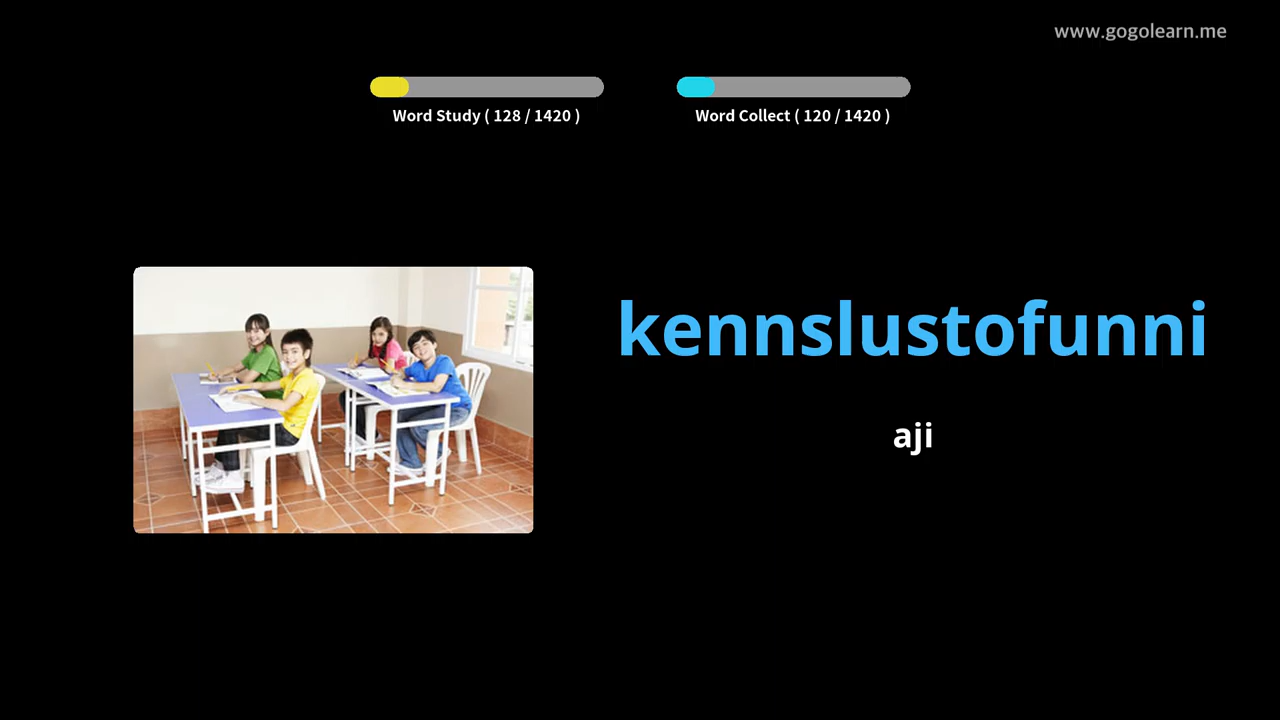 www.gogolearn.me
Word Study ( 128 / 1420 )
Word Collect ( 120 / 1420 )
kennslustofunni
aji